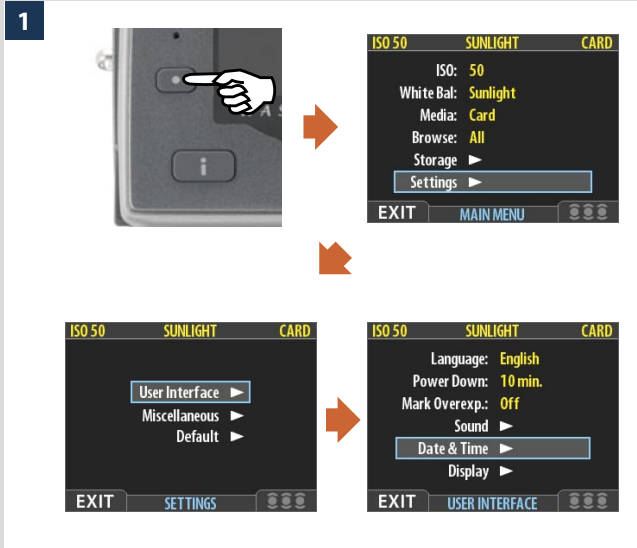 1
i
ISO 50 SUNLIGHT CARD
ISO: 50
White Bal: Sunlight
Media: Card
Browse: All
Storage ►
Settings ►
EXIT MAIN MENU
ISO 50 SUNLIGHT CARD
User Interface ►
Miscellaneous ►
Default ►
EXIT SETTINGS
ISO 50 SUNLIGHT CARD
Language: English
Power Down: 10 min.
Mark Overexp.: Off
Sound ►
Date & Time ►
Display ►
EXIT USER INTERFACE